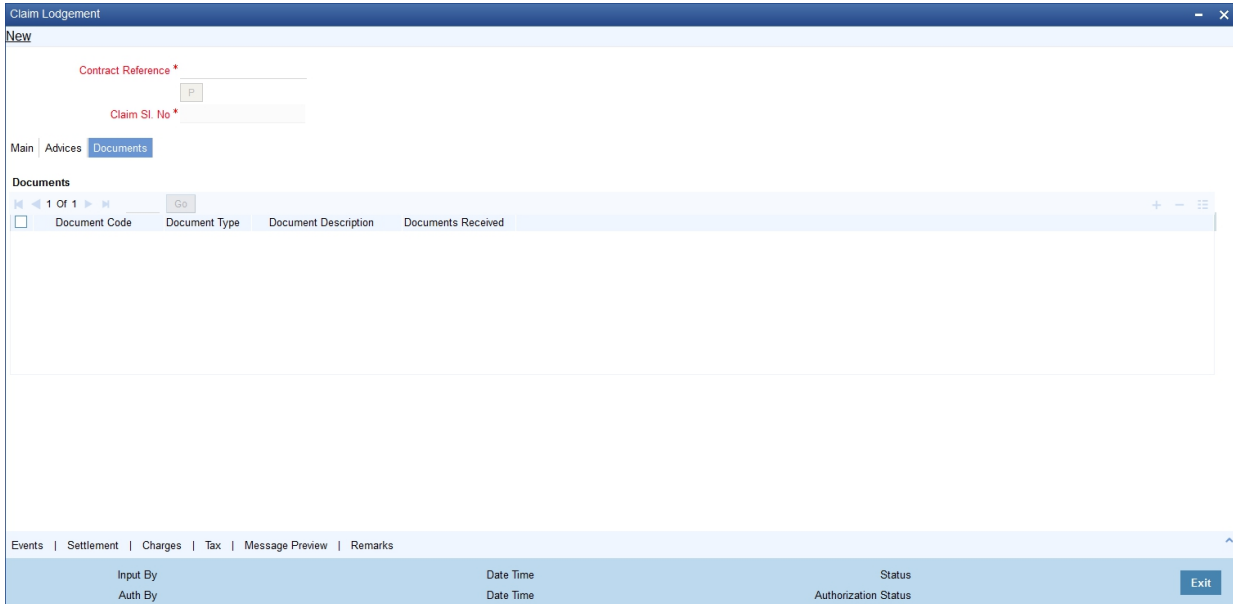 Claim Lodgement
New
Contract Reference *
P
Claim Sl. No *
Main Advices Documents
Documents
1 Of 1 Go
Document Code Document Type Document Description Documents Received
Events | Settlement | Charges | Tax | Message Preview | Remarks
Input By Date Time Status
Auth By Date Time Authorization Status
Exit